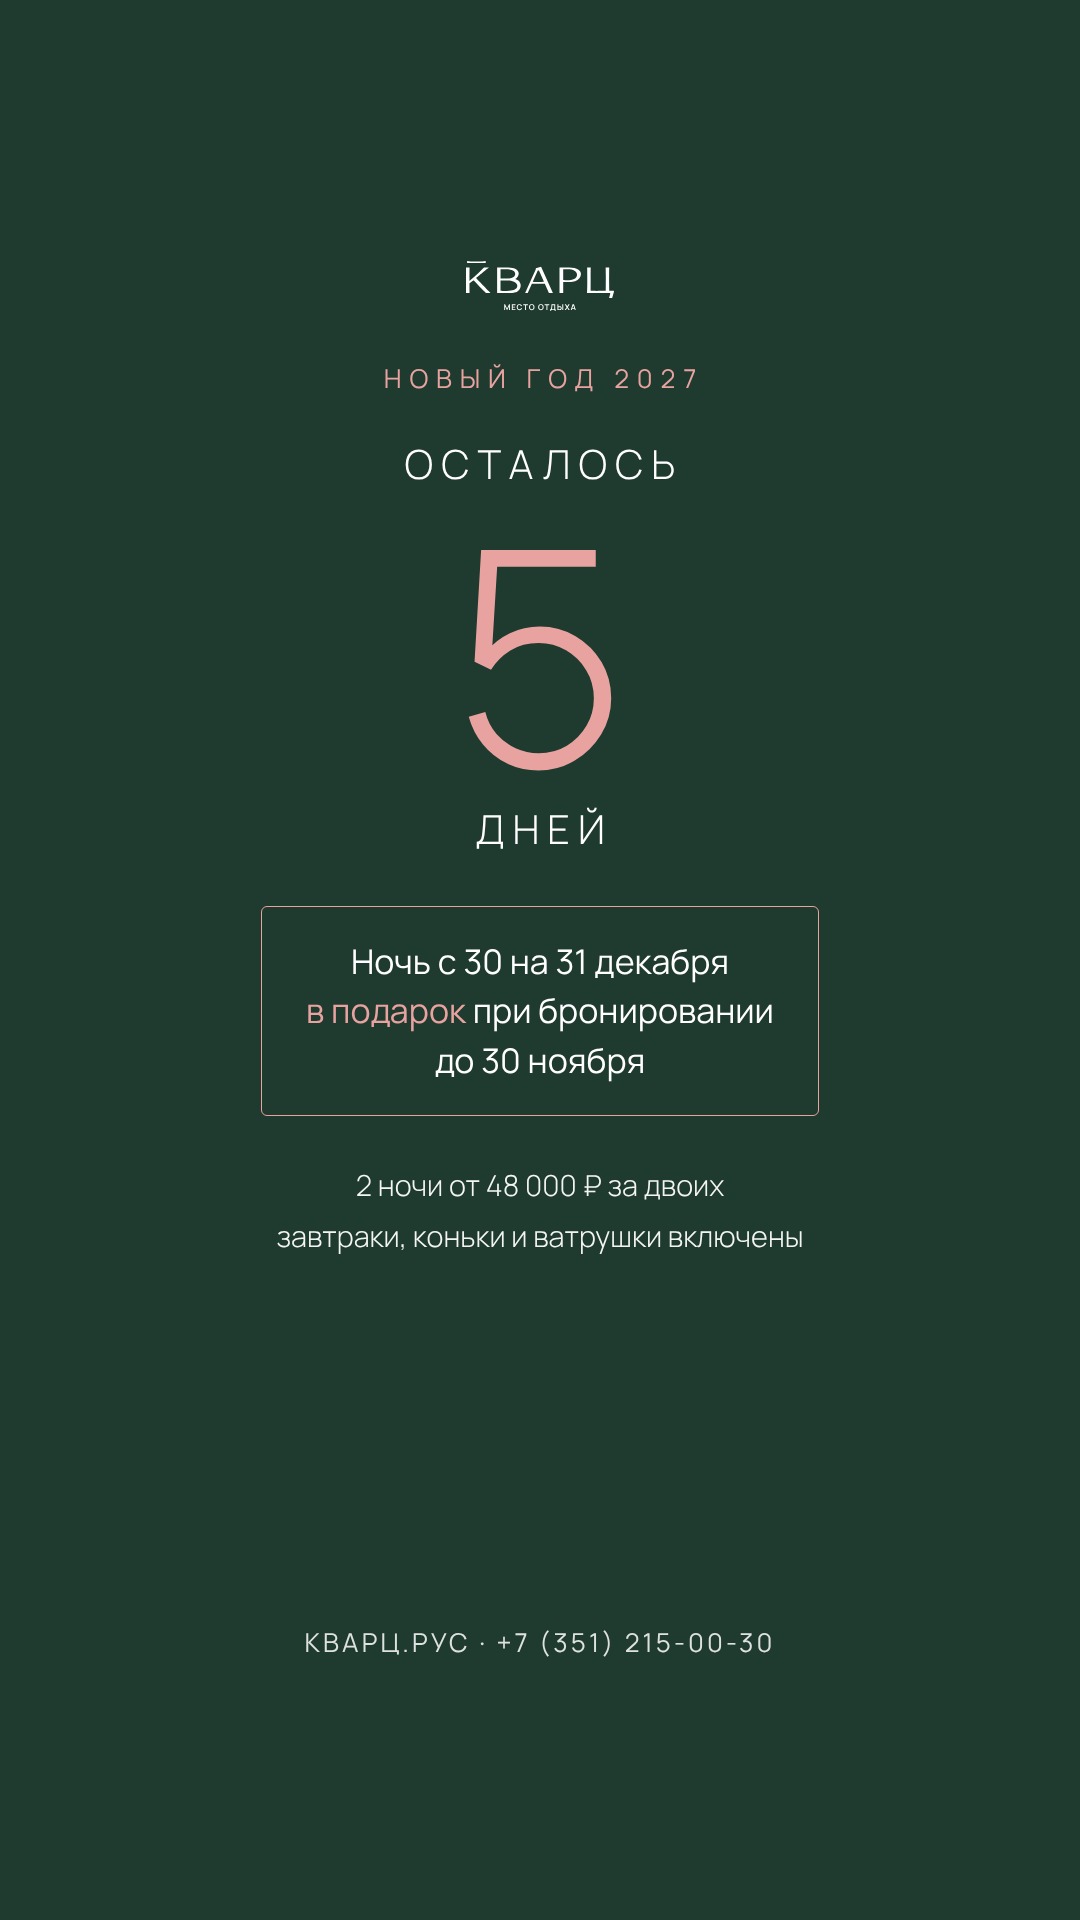 КВАРЦ
МЕСТО ОТДЫХА
НОВЫЙ ГОД 2027
ОСТАЛОСЬ
5
ДНЕЙ
Ночь с 30 на 31 декабря
в подарок при бронировании
до 30 ноября
2 ночи от 48 000 ₽ за двоих
завтраки, коньки и ватрушки включены
КВАРЦ.РУС · +7 (351) 215-00-30